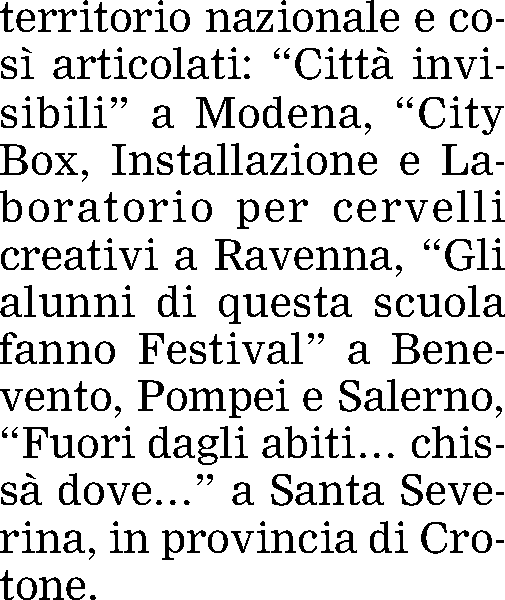 territorio nazionale e co-
sì articolati: “Città invi-
sibili” a Modena, “City
Box, Installazione e La-
boratorio per cervelli
creativi a Ravenna, “Gli
alunni di questa scuola
fanno Festival” a Bene-
vento, Pompei e Salerno,
“Fuori dagli abiti... chis-
sà dove...” a Santa Seve-
rina, in provincia di Cro-
tone.